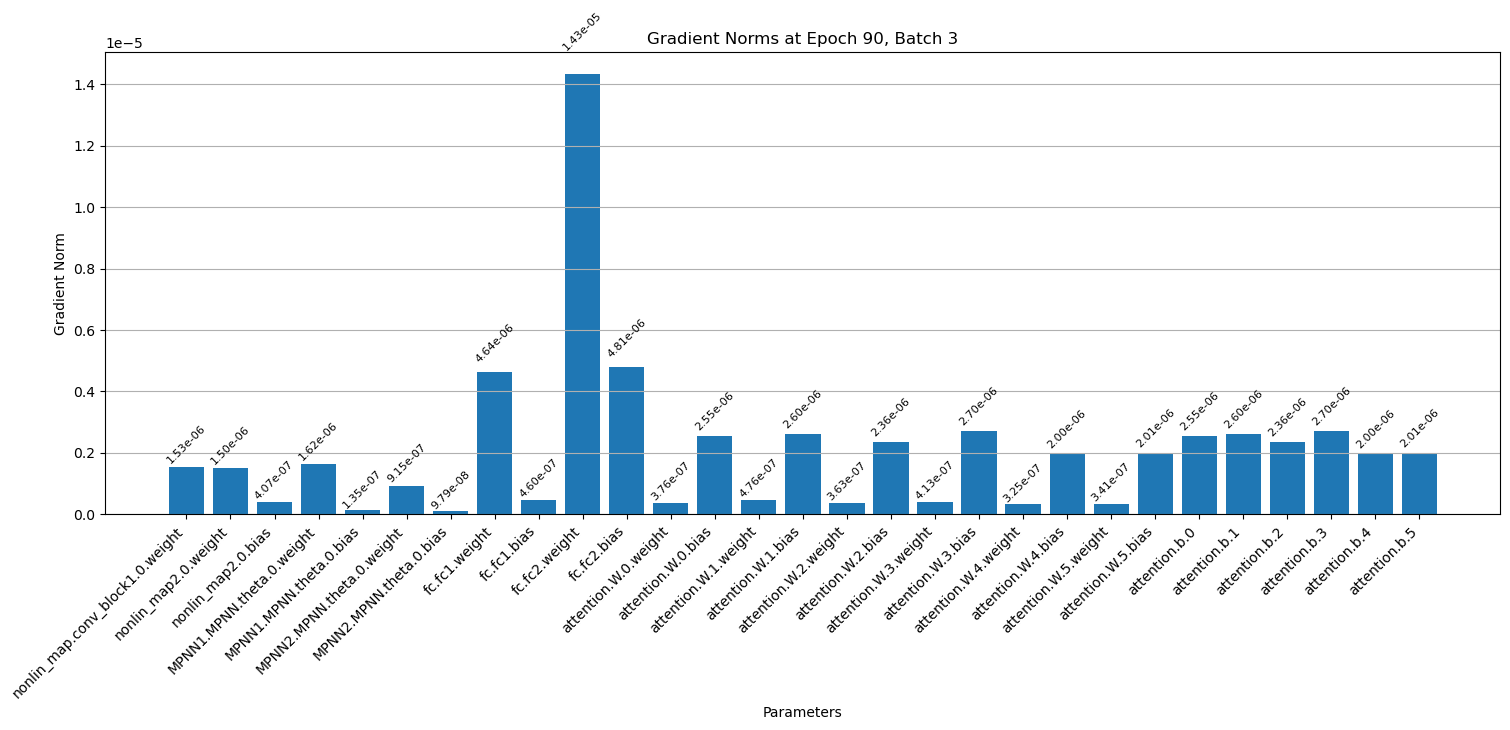 Gradient Norms at Epoch 90, Batch 3
1e−5
Gradient Norm
1.4
1.2
1.0
0.8
0.6
0.4
0.2
0.0
1.53e-06
1.50e-06
4.07e-07
1.62e-06
1.35e-07
9.15e-07
9.79e-08
4.64e-06
4.60e-07
1.43e-05
4.81e-06
3.76e-07
2.55e-06
4.76e-07
2.60e-06
3.63e-07
2.36e-06
4.13e-07
2.70e-06
3.25e-07
2.00e-06
3.41e-07
2.01e-06
2.55e-06
2.60e-06
2.36e-06
2.70e-06
2.00e-06
2.01e-06
nonlin_map.conv_block1.0.weight
nonlin_map2.0.weight
nonlin_map2.0.bias
MPNN1.MPNN.theta.0.weight
MPNN1.MPNN.theta.0.bias
MPNN2.MPNN.theta.0.weight
MPNN2.MPNN.theta.0.bias
fc.fc1.weight
fc.fc1.bias
fc.fc2.weight
fc.fc2.bias
attention.W.0.weight
attention.W.0.bias
attention.W.1.weight
attention.W.1.bias
attention.W.2.weight
attention.W.2.bias
attention.W.3.weight
attention.W.3.bias
attention.W.4.weight
attention.W.4.bias
attention.W.5.weight
attention.W.5.bias
attention.b.0
attention.b.1
attention.b.2
attention.b.3
attention.b.4
attention.b.5
Parameters